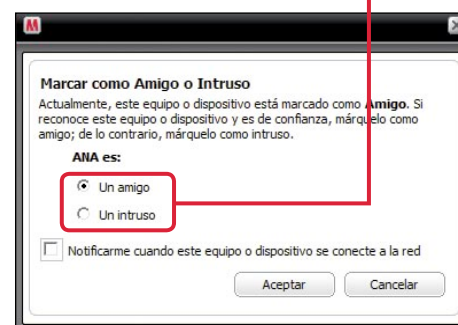 Marcar como Amigo o Intruso
Actualmente, este equipo o dispositivo está marcado como Amigo. Si
reconoce este equipo o dispositivo y es de confianza, márquelo como
amigo; de lo contrario, márquelo como intruso.
ANA es:
Un amigo
Un intruso
Notificarme cuando este equipo o dispositivo se conecte a la red
Aceptar
Cancelar